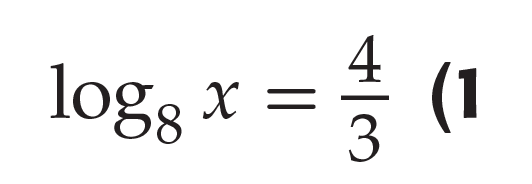 log₈ x = 4/3 (1